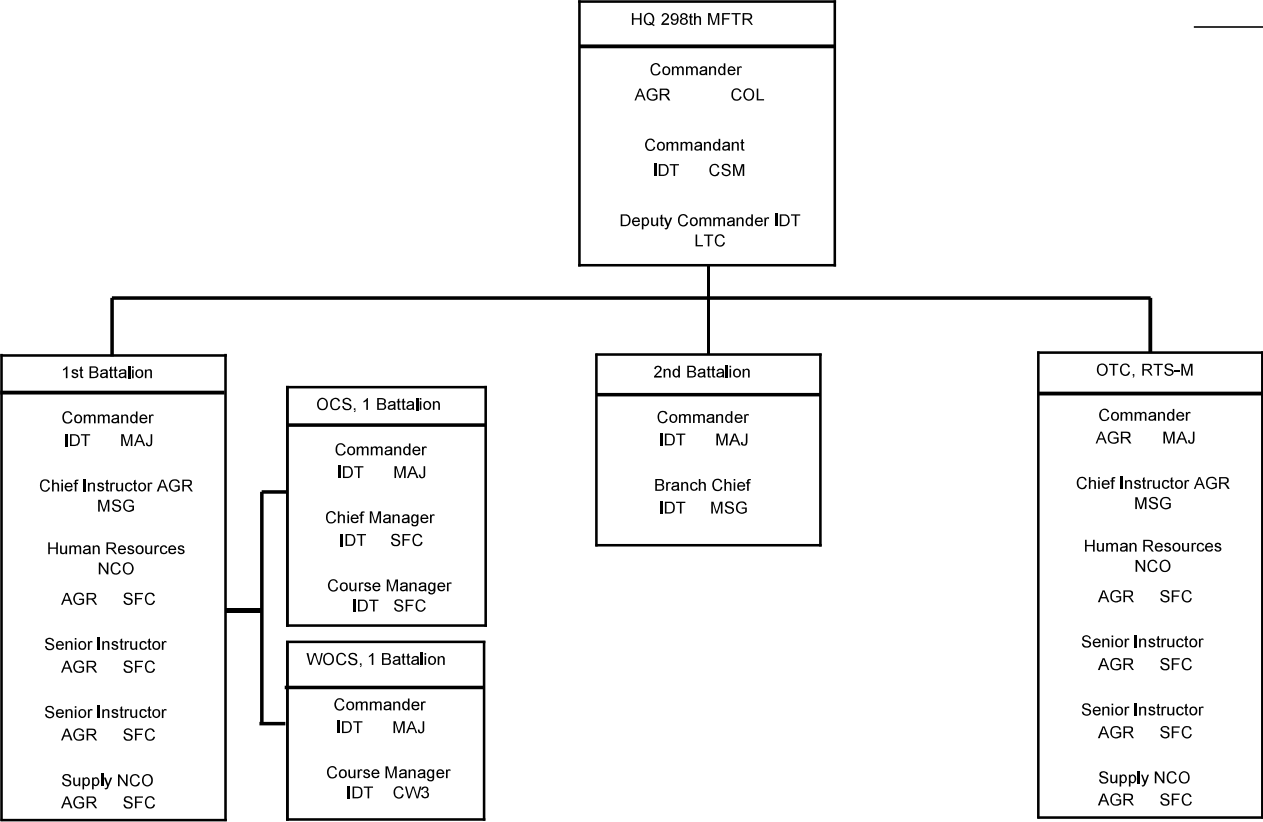 HQ 298th MFTR
Commander
AGR COL
Commandant
IDT CSM
Deputy Commander IDT
LTC
1st Battalion
Commander
IDT MAJ
Chief Instructor AGR
MSG
Human Resources
NCO
AGR SFC
Senior Instructor
AGR SFC
Senior Instructor
AGR SFC
Supply NCO
AGR SFC
OCS, 1 Battalion
Commander
IDT MAJ
Chief Manager
IDT SFC
Course Manager
IDT SFC
WOCS, 1 Battalion
Commander
IDT MAJ
Course Manager
IDT CW3
2nd Battalion
Commander
IDT MAJ
Branch Chief
IDT MSG
OTC, RTS-M
Commander
AGR MAJ
Chief Instructor AGR
MSG
Human Resources
NCO
AGR SFC
Senior Instructor
AGR SFC
Senior Instructor
AGR SFC
Supply NCO
AGR SFC